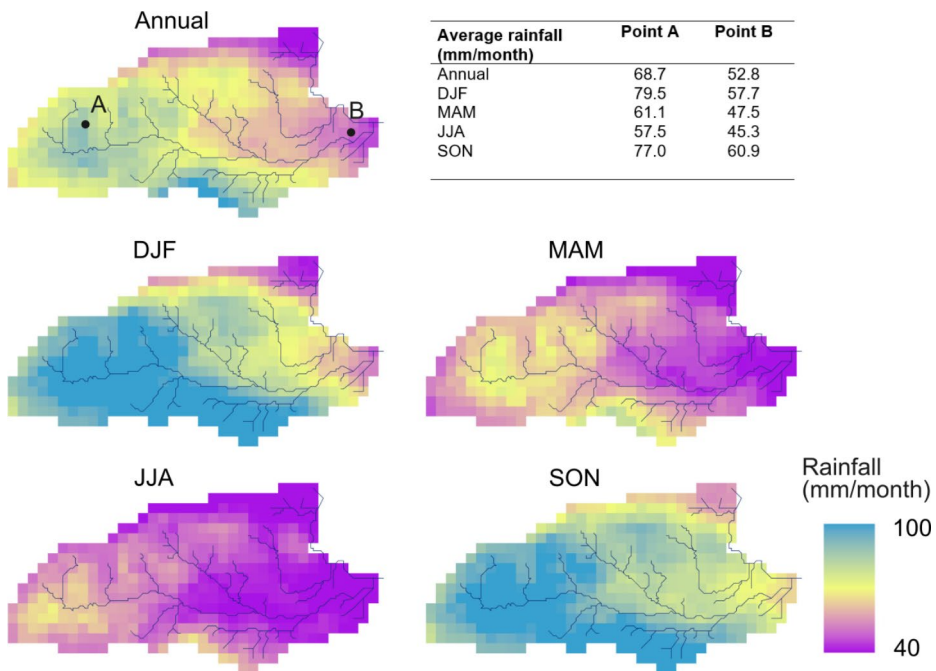 Annual
A
B
Average rainfall (mm/month) Point A Point B
Annual 68.7 52.8
DJF 79.5 57.7
MAM 61.1 47.5
JJA 57.5 45.3
SON 77.0 60.9
DJF
MAM
JJA
SON
Rainfall
(mm/month)
100
40